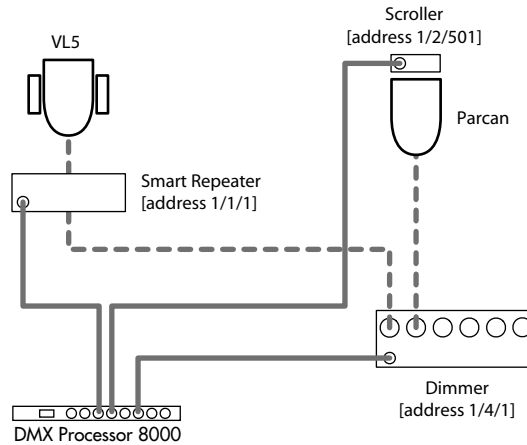 VL5
Scroller
[address 1/2/501]
Parcan
Smart Repeater
[address 1/1/1]
Dimmer
[address 1/4/1]
DMX Processor 8000